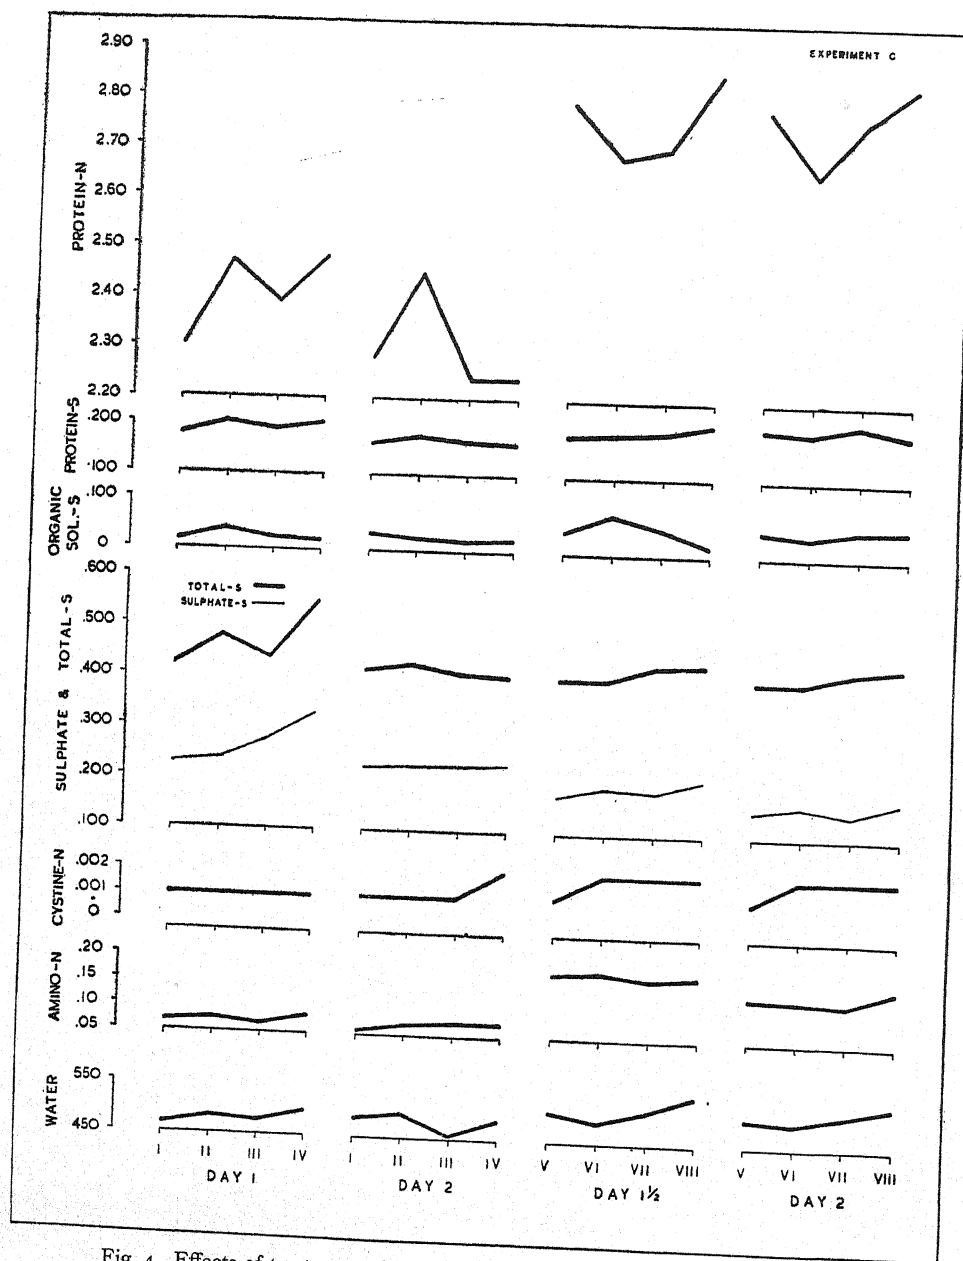 EXPERIMENT C
PROTEIN-N
2.90
2.80
2.70
2.60
2.50
2.40
2.30
2.20
PROTEIN-S
.200
.100
ORGANIC
SOL.-S
.100
0
SULPHATE & TOTAL-S
.600
.500
.400
.300
.200
.100
TOTAL-S
SULPHATE-S
CYSTINE-N
.002
.001
0
AMINO-N
.20
.15
.10
.05
WATER
550
450
I II III IV
DAY 1
I II III IV
DAY 2
V VI VII VIII
DAY 1½
V VI VII VIII
DAY 2
Fig. 4. Effects of